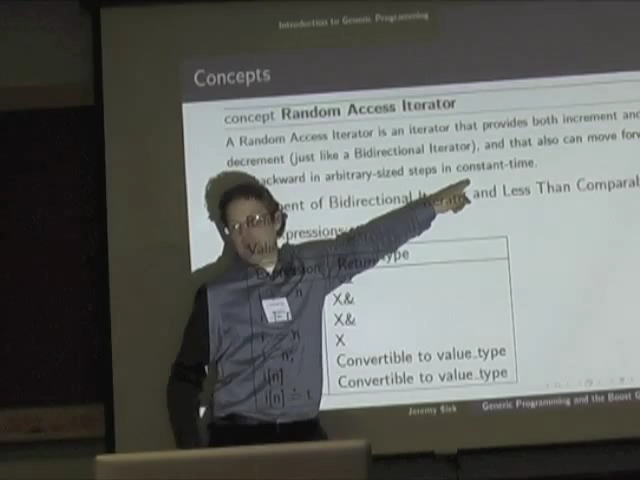 Introduction to Generic Programming
Concepts
concept Random Access Iterator
A Random Access Iterator is an iterator that provides both increment and
decrement (just like a Bidirectional Iterator), and that also can move
backward in arbitrary-sized steps in constant-time.
of Bidirectional Iterator and Less Than
Expression Return type
n
X&
X&
n X
n; Convertible to value_type
i[n] Convertible to value_type
i[n] = t
Jeremy Siek Generic Programming and the Boost